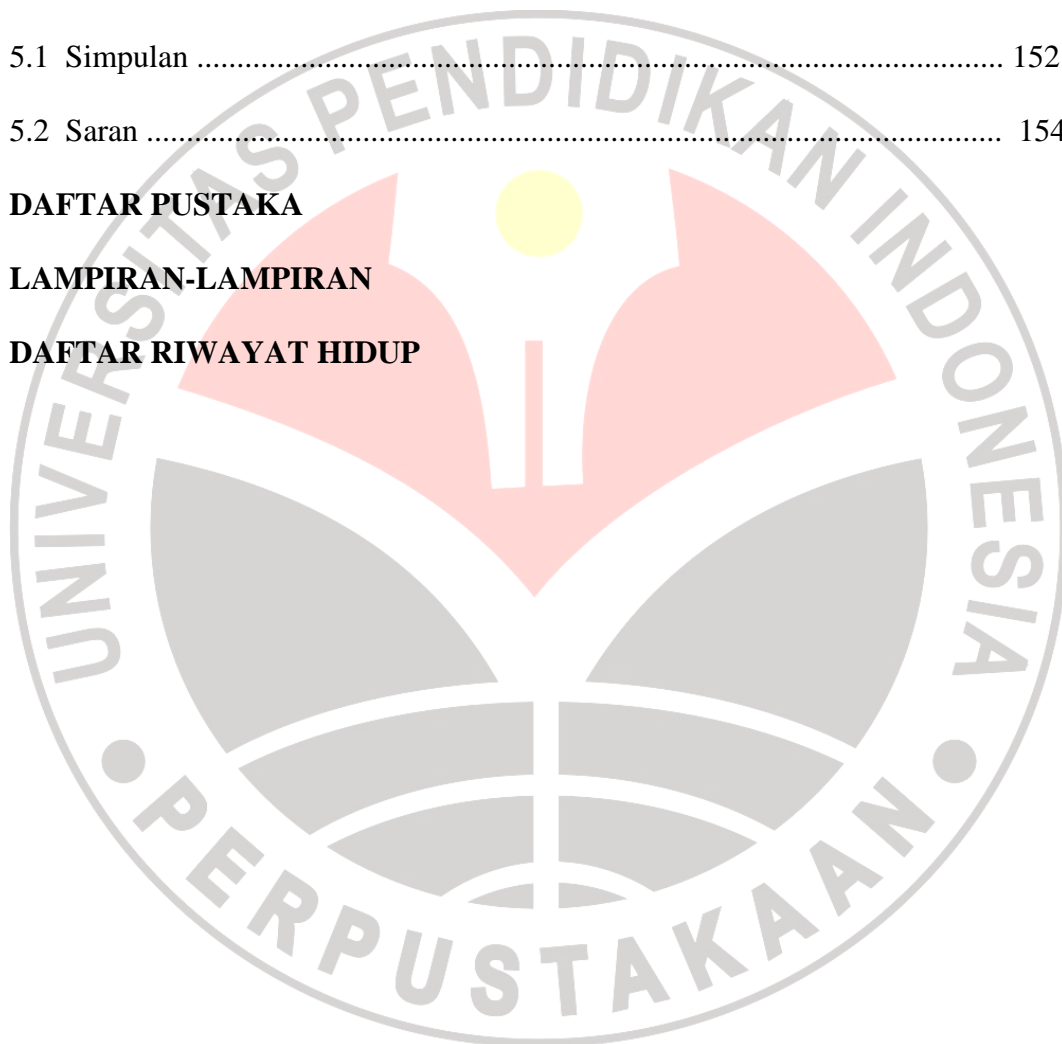 5.1 Simpulan ........................................................................................................................ 152
5.2 Saran ............................................................................................................................... 154
DAFTAR PUSTAKA
LAMPIRAN-LAMPIRAN
DAFTAR RIWAYAT HIDUP
UNIVERSITAS PENDIDIKAN INDONESIA
PERPUSTAKAAN